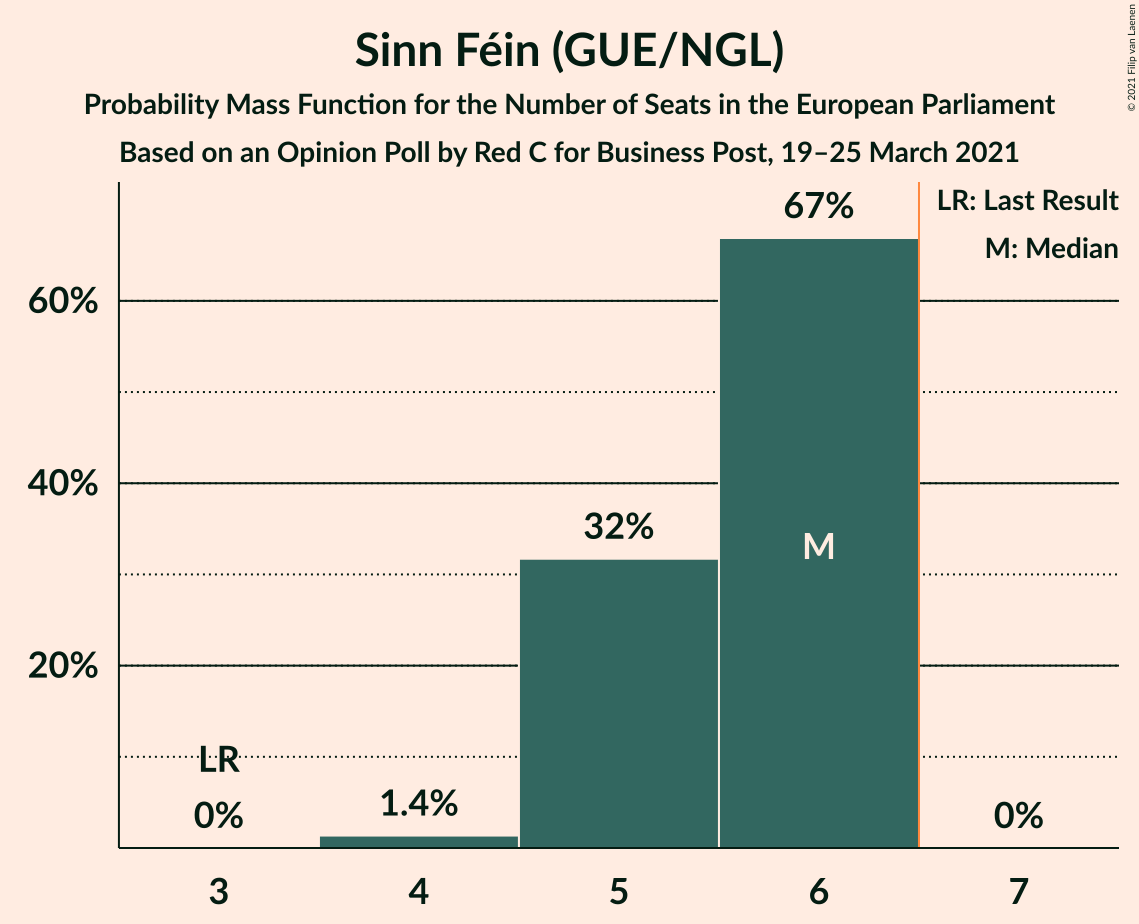 Sinn Féin (GUE/NGL)
Probability Mass Function for the Number of Seats in the European Parliament
Based on an Opinion Poll by Red C for Business Post, 19–25 March 2021
© 2021 Filip van Laenen
LR: Last Result
M: Median
67%
60%
40%
32%
M
20%
LR
0%
1.4%
0%
3
4
5
6
7